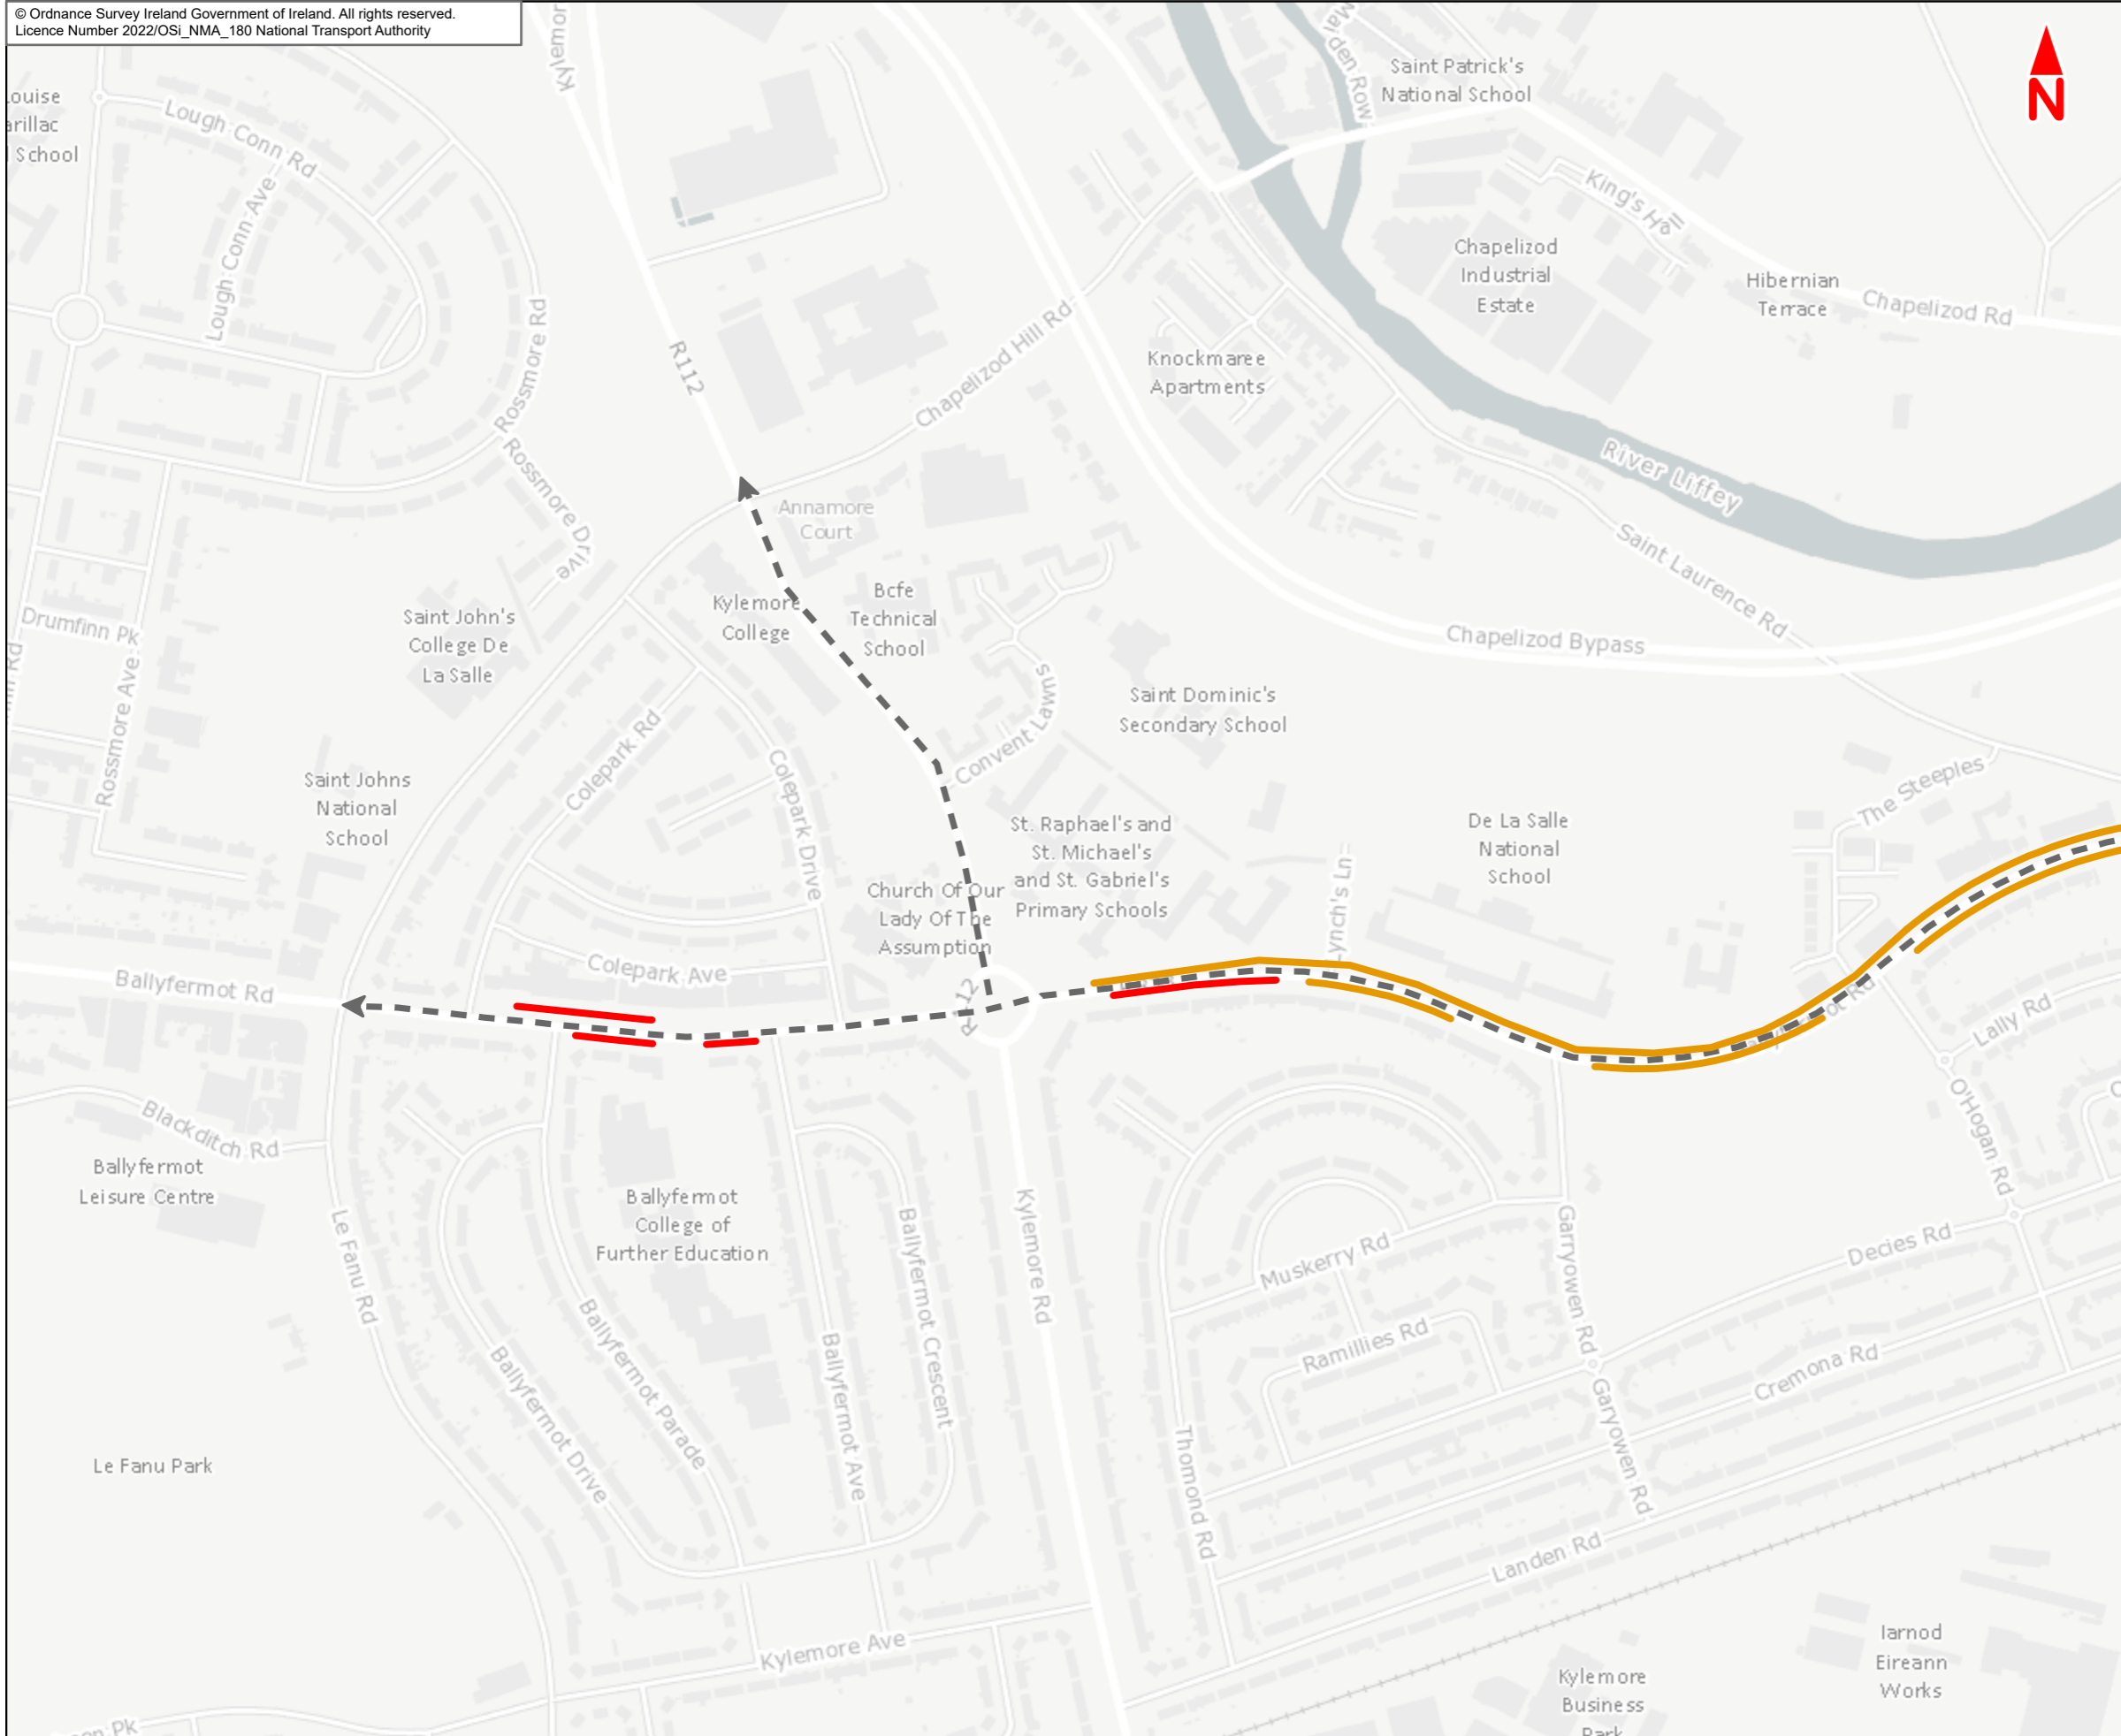 © Ordnance Survey Ireland Government of Ireland. All rights reserved.
Licence Number 2022/OSi_NMA_180 National Transport Authority
N
Saint Patrick's
National School
School
Lough Conn Rd
Lough Conn Ave
Rossmore Rd
Rossmore Drive
R112
King's Hall
Chapelizod
Industrial
Estate
Hibernian
Terrace
Chapelizod Rd
Chapelizod Hill Rd
Knockmaree
Apartments
River Liffey
Saint Laurence Rd
Chapelizod Bypass
Annamore
Court
Kylemore
College
Bcfe
Technical
School
Saint John's
College De
La Salle
Drumfinn Pk
Rossmore Ave
Saint Dominic's
Secondary School
Convent Lawns
Colepark Rd
Colepark Drive
Saint Johns
National
School
St. Raphael's and
St. Michael's
and St. Gabriel's
Primary Schools
De La Salle
National
School
The Steeples
Church Of Our
Lady Of The
Assumption
Lynch's Ln
Colepark Ave
Ballyfermot Rd
Lally Rd
O'Hogan Rd
Blackditch Rd
Ballyfermot
Leisure Centre
Le Fanu Rd
Ballyfermot
College of
Further Education
Ballyfermot Crescent
Kylemore Rd
Muskerry Rd
Garryowen Rd
Decies Rd
Ramillies Rd
Cremona Rd
Ballyfermot Drive
Ballyfermot Parade
Ballyfermot Ave
Thomond Rd
Garyowen Rd
Le Fanu Park
Landen Rd
Kylemore Ave
Iarnod
Eireann
Works
Kylemore
Business
Park